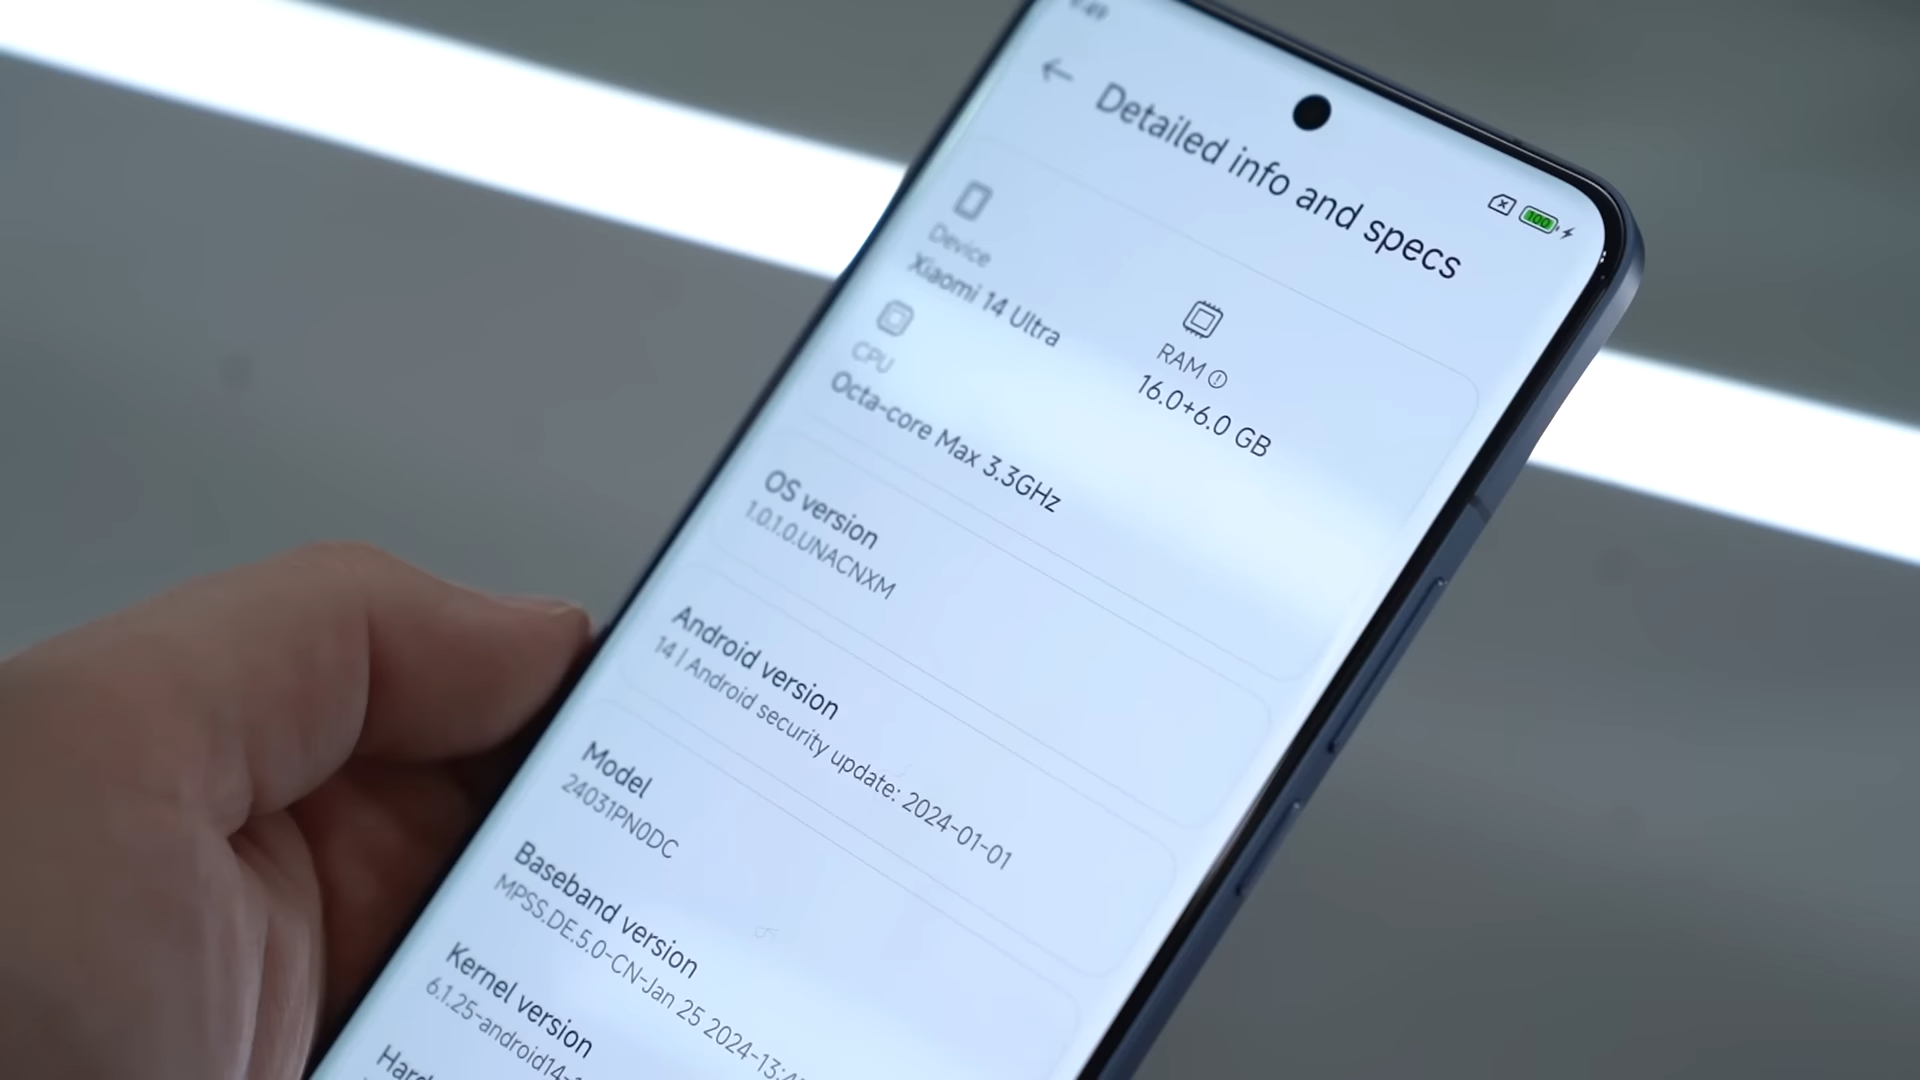 Detailed info and specs
100
Device
Xiaomi 14 Ultra
RAM
16.0+6.0 GB
CPU
Octa-core Max 3.3GHz
OS version
1.0.1.0.UNACNXM
Android version
14 | Android security update: 2024-01-01
Model
24031PN0DC
Baseband version
MPSS.DE.5.0-CN-Jan 25 2024-13:4
Kernel version
6.1.25-android14-
Hard